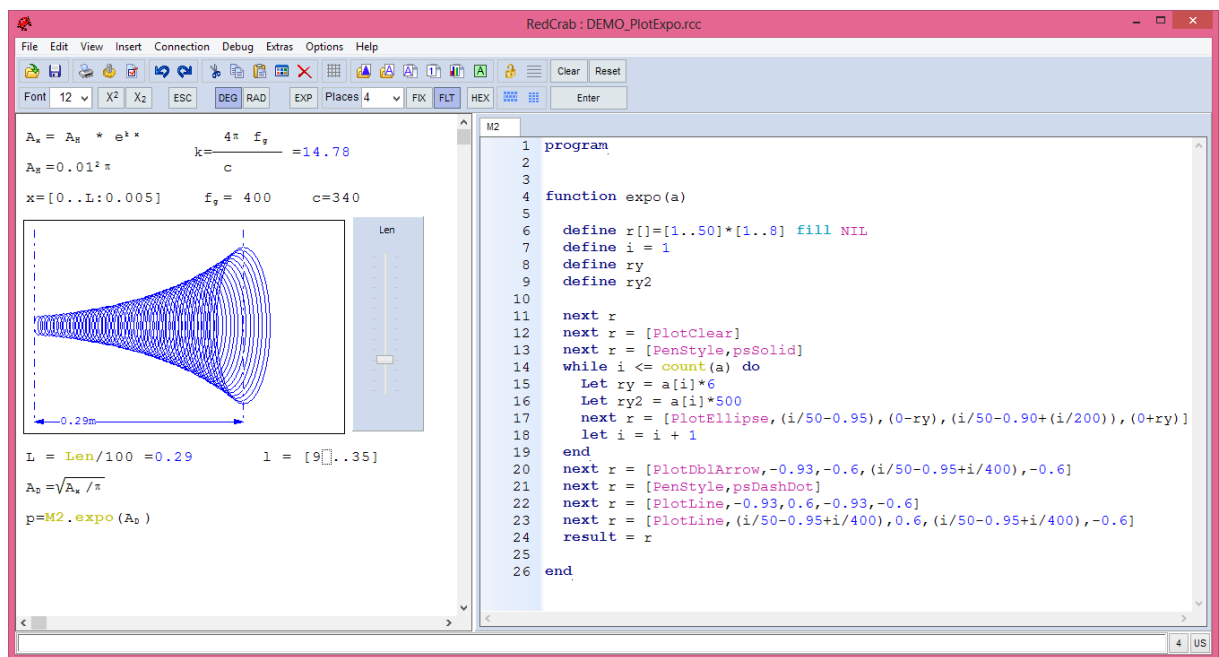 RedCrab : DEMO_PlotExpo.rcc
File Edit View Insert Connection Debug Extras Options Help
Clear Reset
Font 12 X² X₂ ESC DEG RAD EXP Places 4 FIX FLT HEX Enter
Aₓ = A_H * e^k x
k= 4π f_g / c =14.78
A_H =0.01² π
x=[0..L:0.005] f_g = 400 c=340
Len
0.29m
L = Len/100 =0.29 l = [9..35]
A_D =√Aₓ /π
p=M2.expo(A_D )
M2
1 program
2
3
4 function expo(a)
5
6 define r[]=[1..50]*[1..8] fill NIL
7 define i = 1
8 define ry
9 define ry2
10
11 next r
12 next r = [PlotClear]
13 next r = [PenStyle,psSolid]
14 while i <= count(a) do
15 Let ry = a[i]*6
16 Let ry2 = a[i]*500
17 next r = [PlotEllipse,(i/50-0.95),(0-ry),(i/50-0.90+(i/200)),(0+ry)]
18 let i = i + 1
19 end
20 next r = [PlotDblArrow,-0.93,-0.6,(i/50-0.95+i/400),-0.6]
21 next r = [PenStyle,psDashDot]
22 next r = [PlotLine,-0.93,0.6,-0.93,-0.6]
23 next r = [PlotLine,(i/50-0.95+i/400),0.6,(i/50-0.95+i/400),-0.6]
24 result = r
25
26 end
4 US